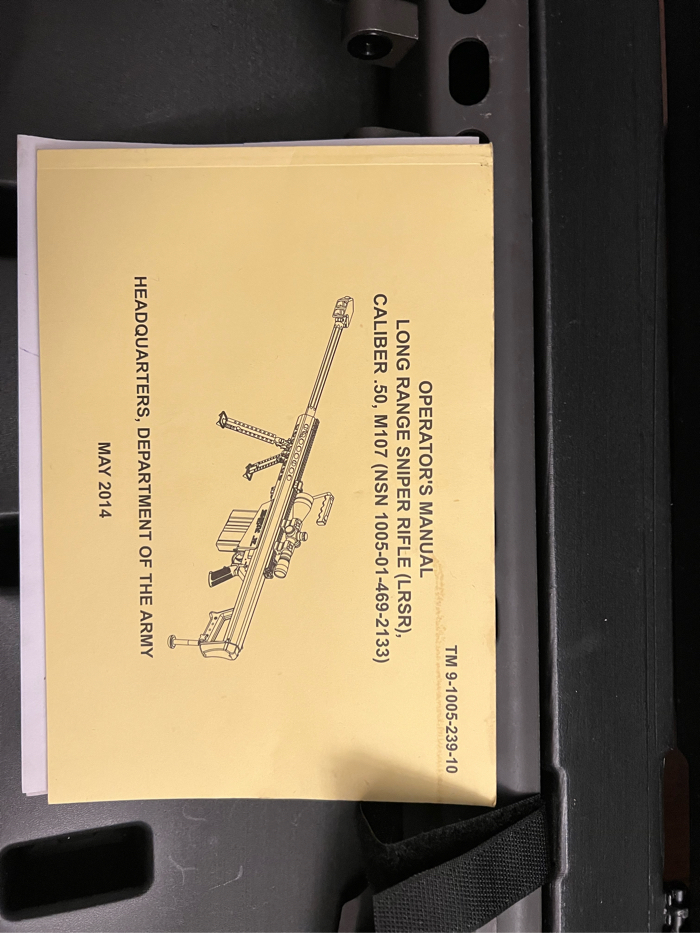 TM 9-1005-239-10
OPERATOR'S MANUAL
LONG RANGE SNIPER RIFLE (LRSR),
CALIBER .50, M107 (NSN 1005-01-469-2133)
HEADQUARTERS, DEPARTMENT OF THE ARMY
MAY 2014